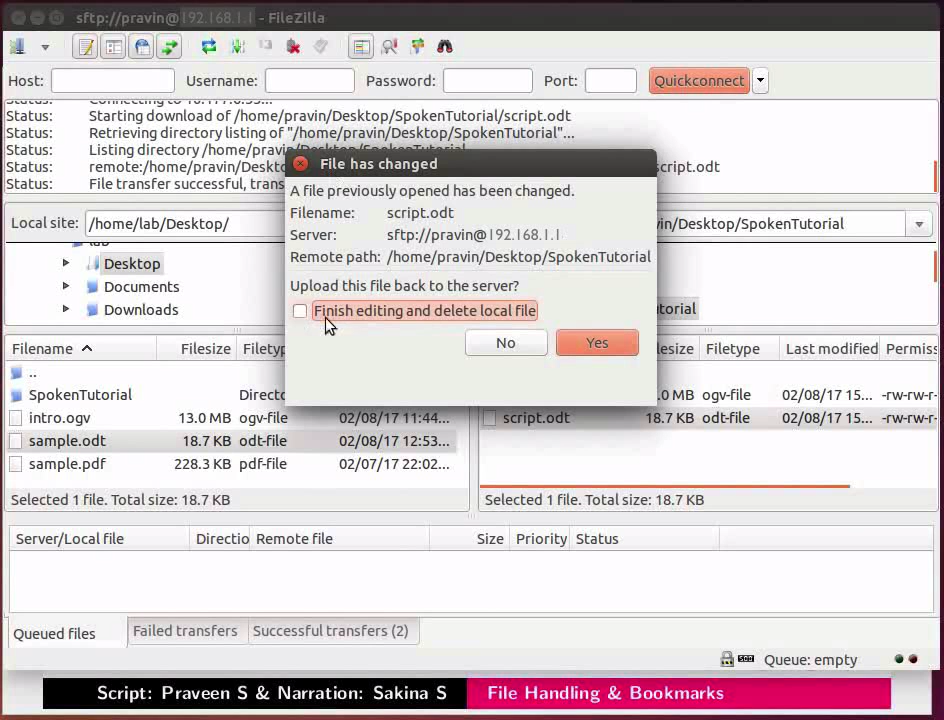 sftp://pravin@192.168.1.1 - FileZilla
Host: Username: Password: Port: Quickconnect
Status: Connecting to 10.177.6.55...
Status: Starting download of /home/pravin/Desktop/SpokenTutorial/script.odt
Status: Retrieving directory listing of "/home/pravin/Desktop/SpokenTutorial"...
Status: Listing directory /home/pravin/Desktop/SpokenTutorial
Status: remote:/home/pravin/Deskto script.odt
Status: File transfer successful, trans
File has changed
A file previously opened has been changed.
Filename: script.odt
Server: sftp://pravin@192.168.1.1
Remote path: /home/pravin/Desktop/SpokenTutorial
Upload this file back to the server?
Finish editing and delete local file
No Yes
Local site: /home/lab/Desktop/
vin/Desktop/SpokenTutorial
lab
Desktop
Documents
Downloads
torial
Filename Filesize Filetyp
..
SpokenTutorial Direct
intro.ogv 13.0 MB ogv-file 02/08/17 11:44...
sample.odt 18.7 KB odt-file 02/08/17 12:53...
sample.pdf 228.3 KB pdf-file 02/07/17 22:02...
Selected 1 file. Total size: 18.7 KB
lesize Filetype Last modified Permiss
.0 MB ogv-file 02/08/17 15... -rw-rw-r-
script.odt 18.7 KB odt-file 02/08/17 15... -rw-rw-r-
Selected 1 file. Total size: 18.7 KB
Server/Local file Directio Remote file Size Priority Status
Queued files Failed transfers Successful transfers (2)
Queue: empty
Script: Praveen S & Narration: Sakina S File Handling & Bookmarks